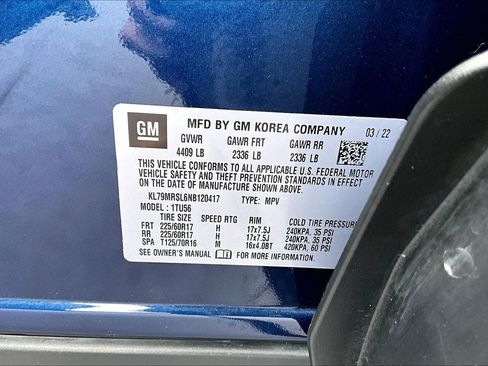 GM MFD BY GM KOREA COMPANY 03/22
GVWR GAWR FRT GAWR RR
4409 LB 2336 LB 2336 LB
THIS VEHICLE CONFORMS TO ALL APPLICABLE U.S. FEDERAL MOTOR
VEHICLE SAFETY AND THEFT PREVENTION STANDARDS IN EFFECT
ON THE DATE OF MANUFACTURE SHOWN ABOVE.
KL79MRSL6NB120417 TYPE: MPV
MODEL: 1TU56
TIRE SIZE SPEED RTG RIM COLD TIRE
FRT 225/60R17 H 17x7.5J 240KPA, 35 PSI
RR 225/60R17 H 17x7.5J 240KPA, 35 PSI
SPA T125/70R16 M 16x4.0BT 420KPA, 60 PSI
SEE OWNER'S MANUAL FOR MORE INFORMATION